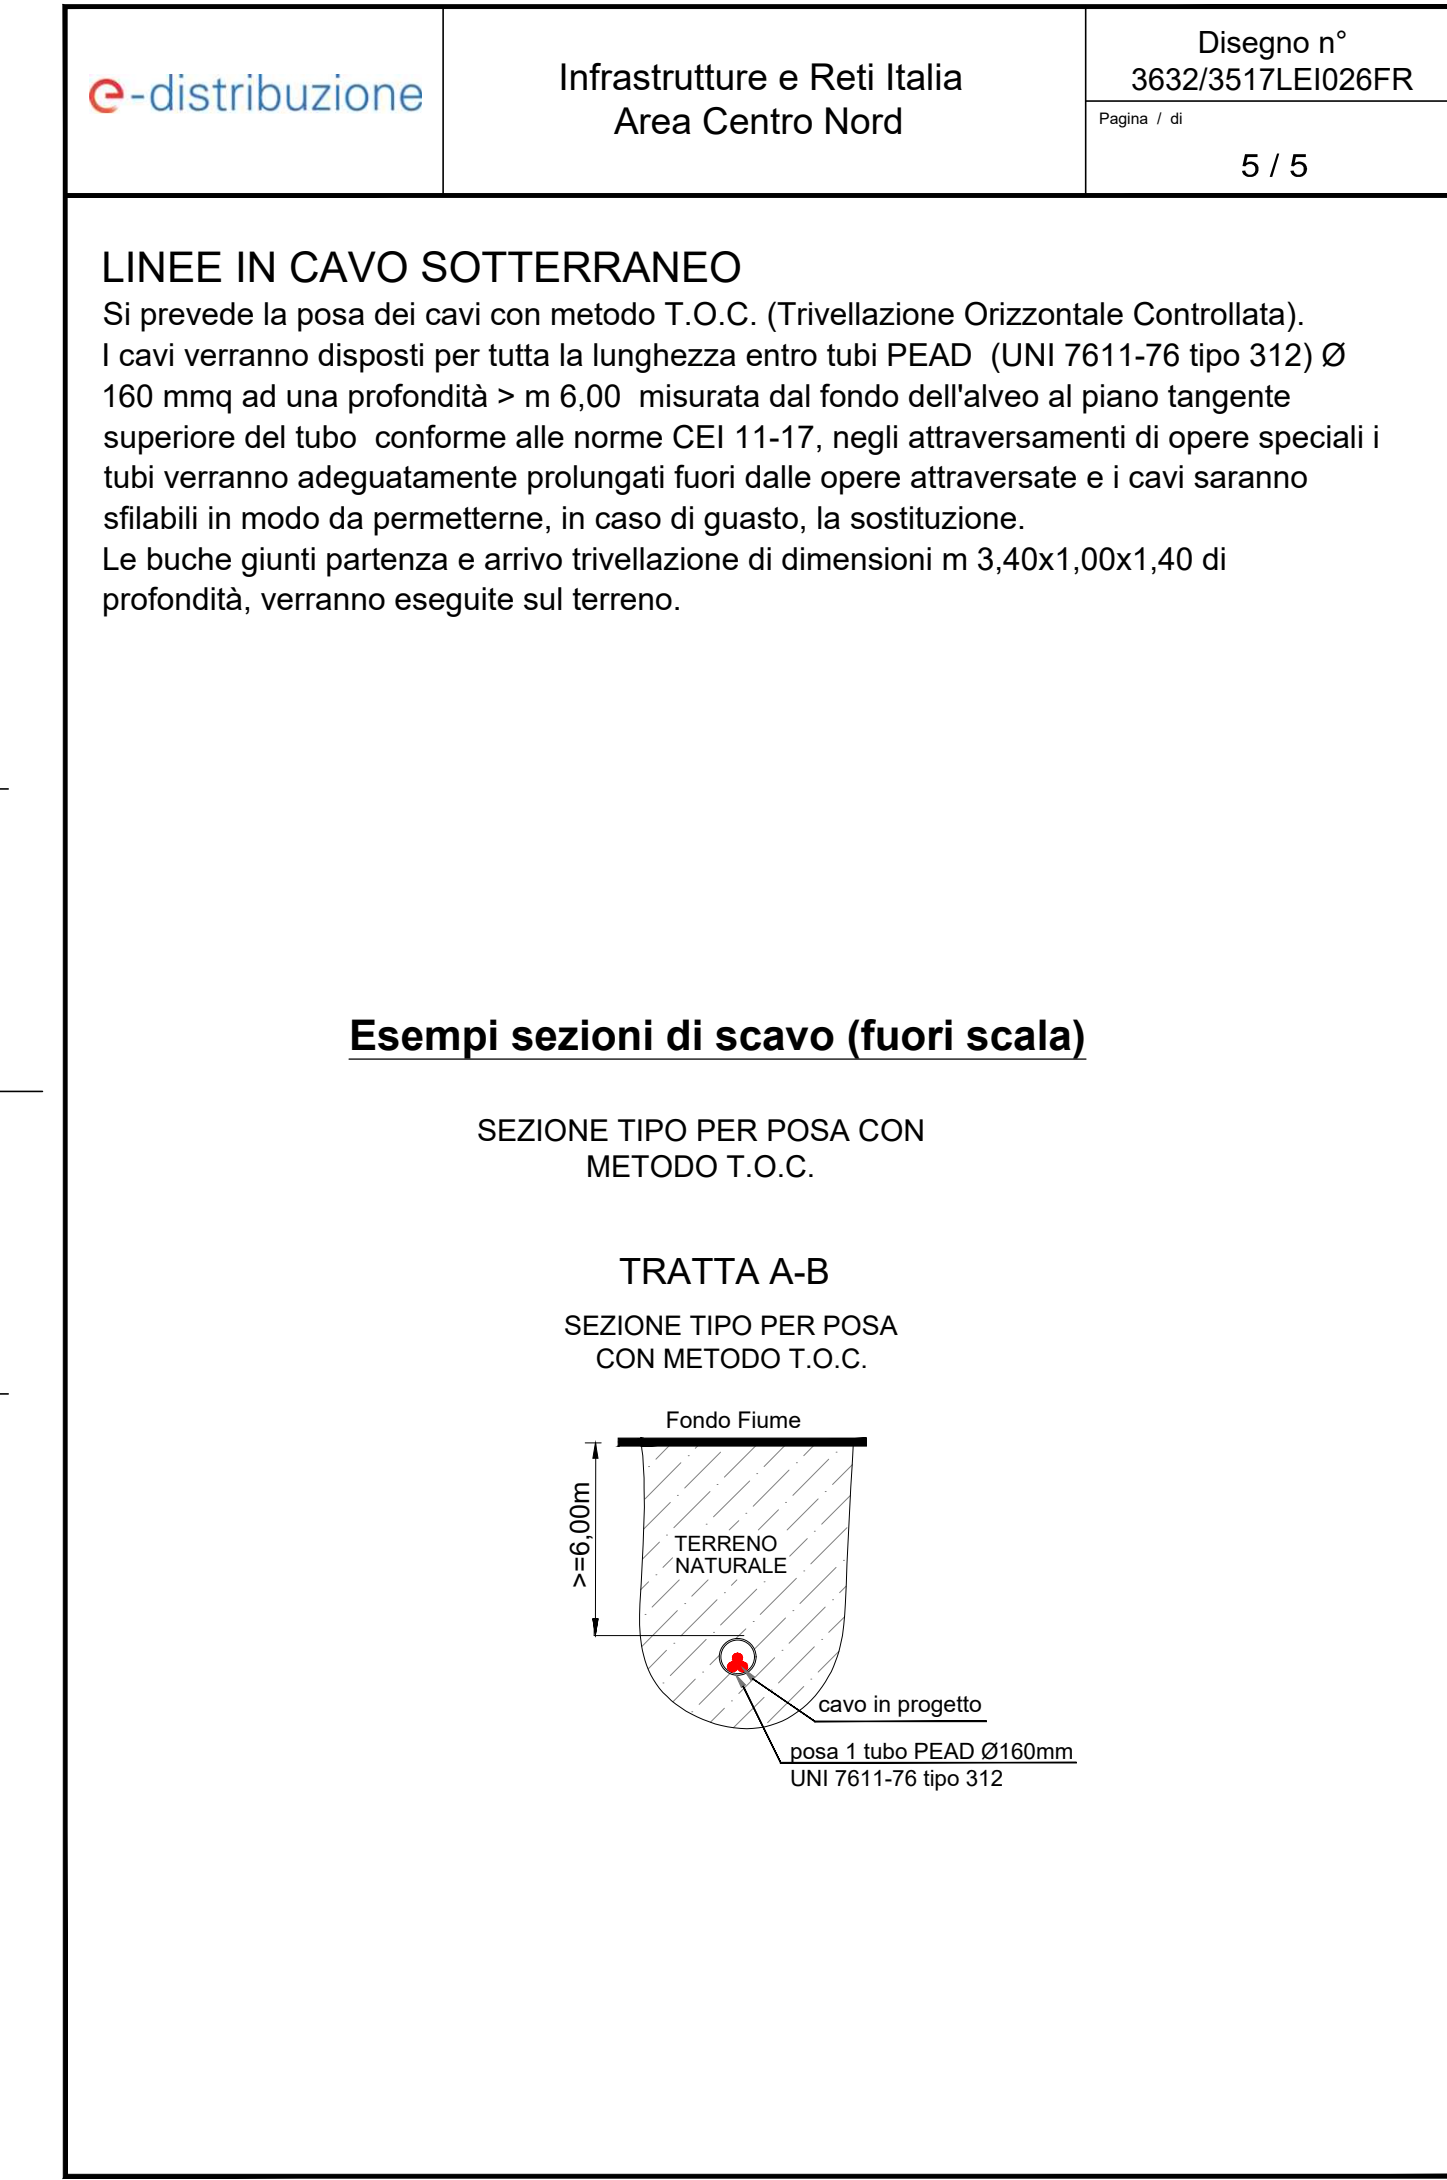 e-distribuzione
Infrastrutture e Reti Italia
Area Centro Nord
Disegno n°
3632/3517LEI026FR
Pagina / di
5 / 5
LINEE IN CAVO SOTTERRANEO
Si prevede la posa dei cavi con metodo T.O.C. (Trivellazione Orizzontale Controllata).
I cavi verranno disposti per tutta la lunghezza entro tubi PEAD (UNI 7611-76 tipo 312) Ø
160 mmq ad una profondità > m 6,00 misurata dal fondo dell'alveo al piano tangente
superiore del tubo conforme alle norme CEI 11-17, negli attraversamenti di opere speciali i
tubi verranno adeguatamente prolungati fuori dalle opere attraversate e i cavi saranno
sfilabili in modo da permetterne, in caso di guasto, la sostituzione.
Le buche giunti partenza e arrivo trivellazione di dimensioni m 3,40x1,00x1,40 di
profondità, verranno eseguite sul terreno.
Esempi sezioni di scavo (fuori scala)
SEZIONE TIPO PER POSA CON
METODO T.O.C.
TRATTA A-B
SEZIONE TIPO PER POSA
CON METODO T.O.C.
Fondo Fiume
>=6,00m
TERRENO
NATURALE
cavo in progetto
posa 1 tubo PEAD Ø160mm
UNI 7611-76 tipo 312